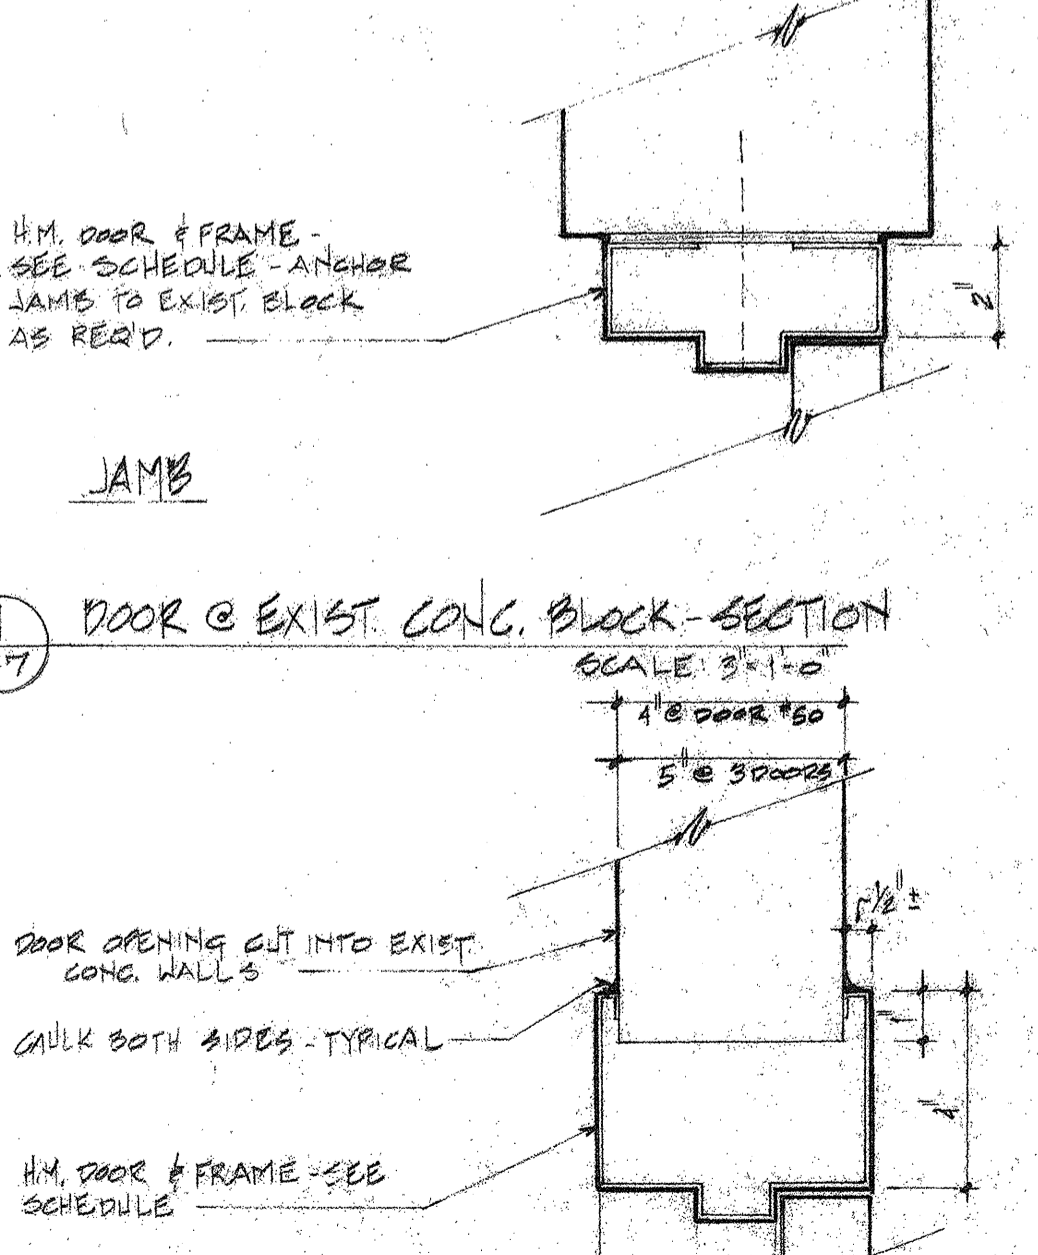 H.M. DOOR & FRAME -
SEE SCHEDULE - ANCHOR
JAMB TO EXIST. BLOCK
AS REQ'D.
2"
JAMB
7
DOOR @ EXIST. CONC. BLOCK - SECTION
SCALE 3"=1'-0"
4" @ DOOR #50
5" @ 3 DOORS
1/2" ±
DOOR OPENING CUT INTO EXIST.
CONC. WALLS
CAULK BOTH SIDES - TYPICAL
1"
4"
H.M. DOOR & FRAME - SEE
SCHEDULE